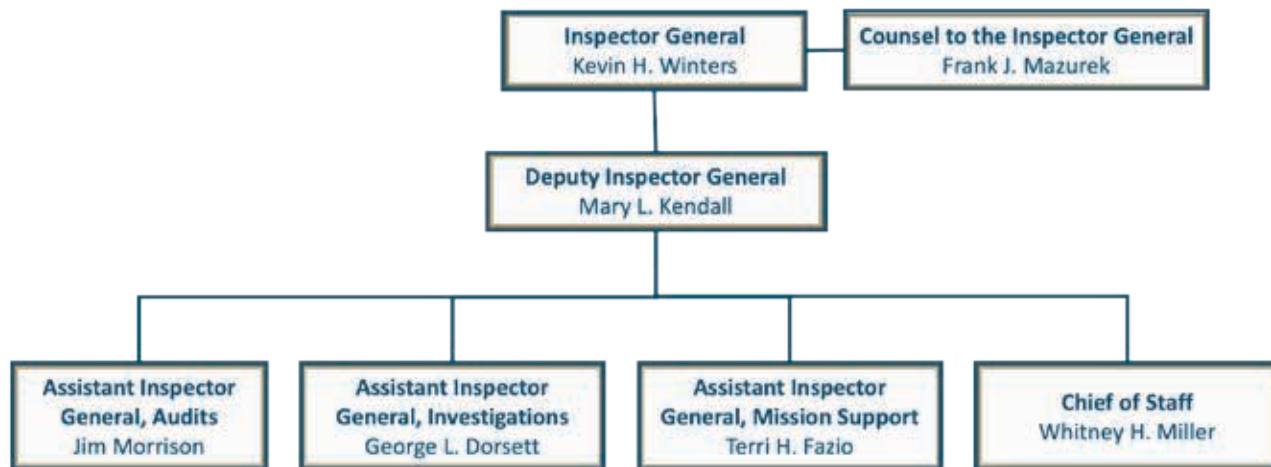 Inspector General
Kevin H. Winters
Counsel to the Inspector General
Frank J. Mazurek
Deputy Inspector General
Mary L. Kendall
Assistant Inspector
General, Audits
Jim Morrison
Assistant Inspector
General, Investigations
George L. Dorsett
Assistant Inspector
General, Mission Support
Terri H. Fazio
Chief of Staff
Whitney H. Miller